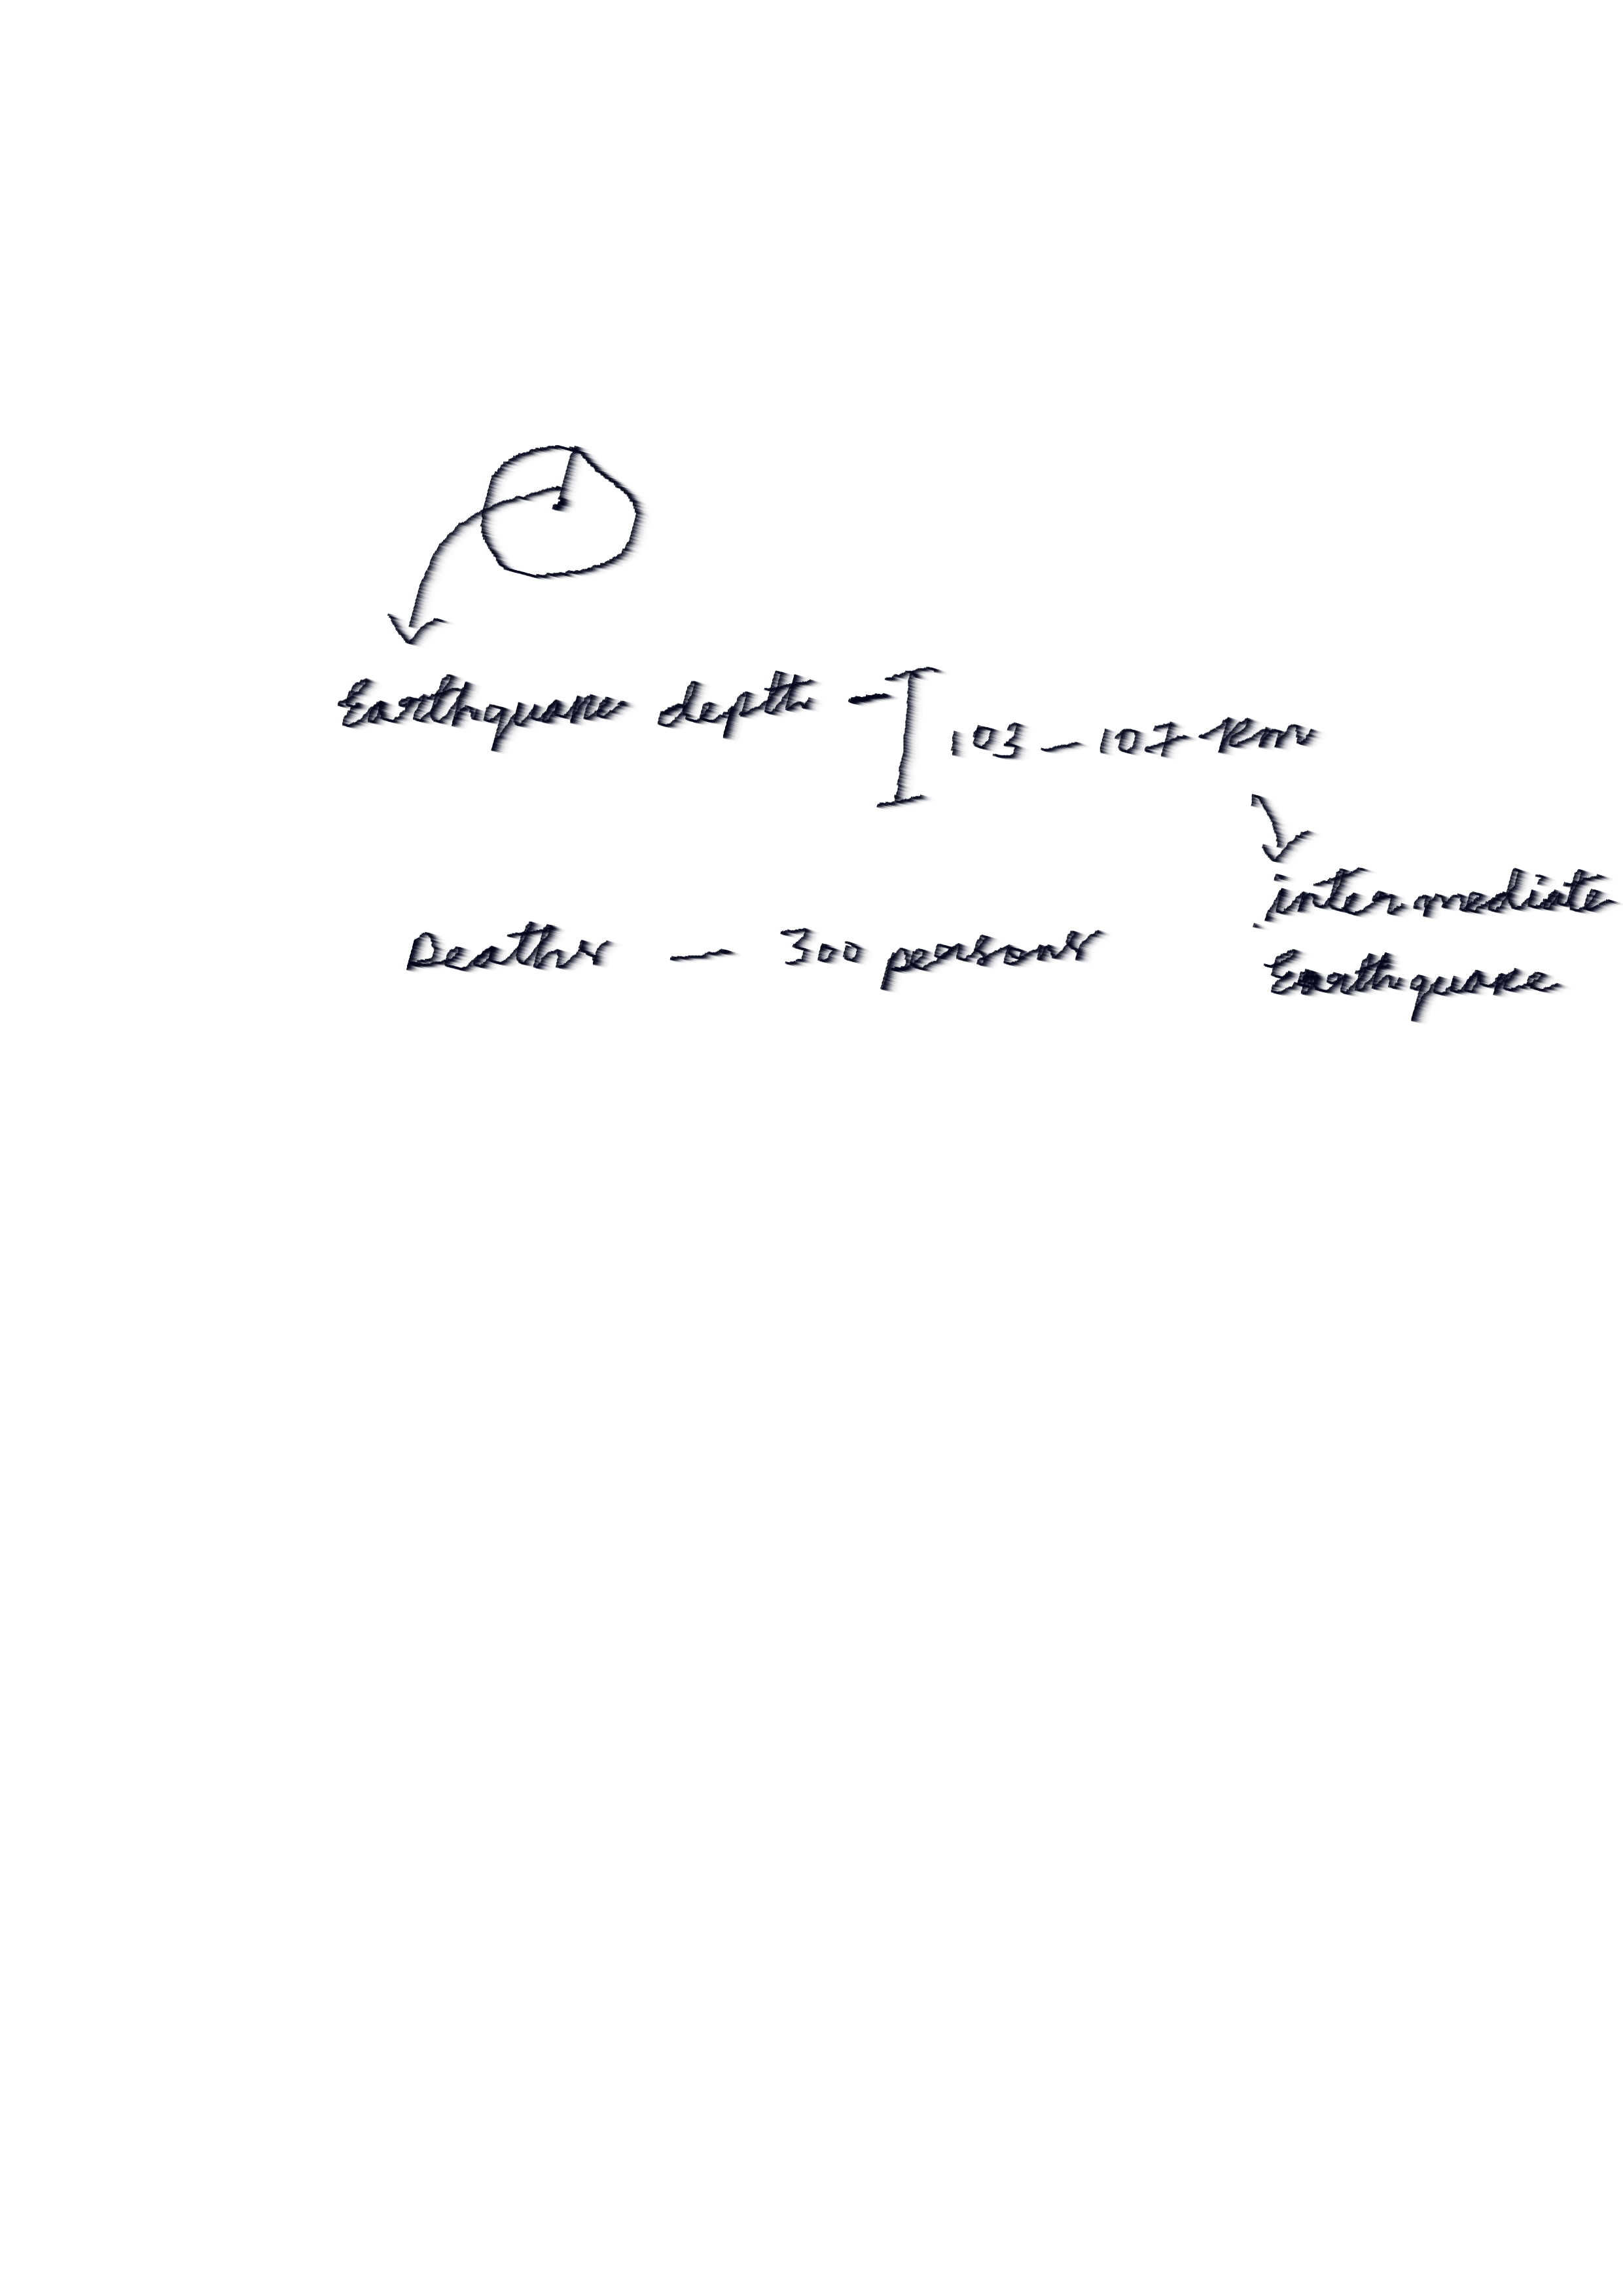 Earthquake depth - 103 - 107 km
intermediate
Deaths - 300 persons
Earthquake